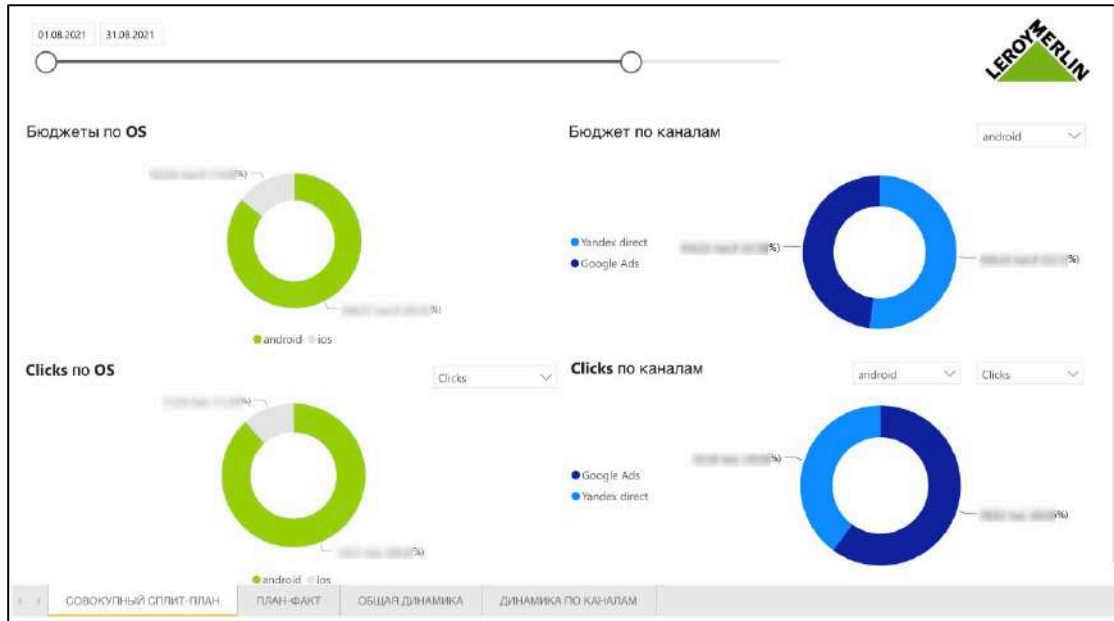 01.08.2021 31.08.2021
LEROY MERLIN
Бюджеты по OS
Бюджет по каналам
android
%)
%)
android ios
Yandex direct
Google Ads
%)
%)
Clicks по OS
Clicks
Clicks по каналам
android
Clicks
%)
%)
android ios
Google Ads
Yandex direct
%)
%)
СОВОКУПНЫЙ СПЛИТ-ПЛАН ПЛАН-ФАКТ ОБЩАЯ ДИНАМИКА ДИНАМИКА ПО КАНАЛАМ